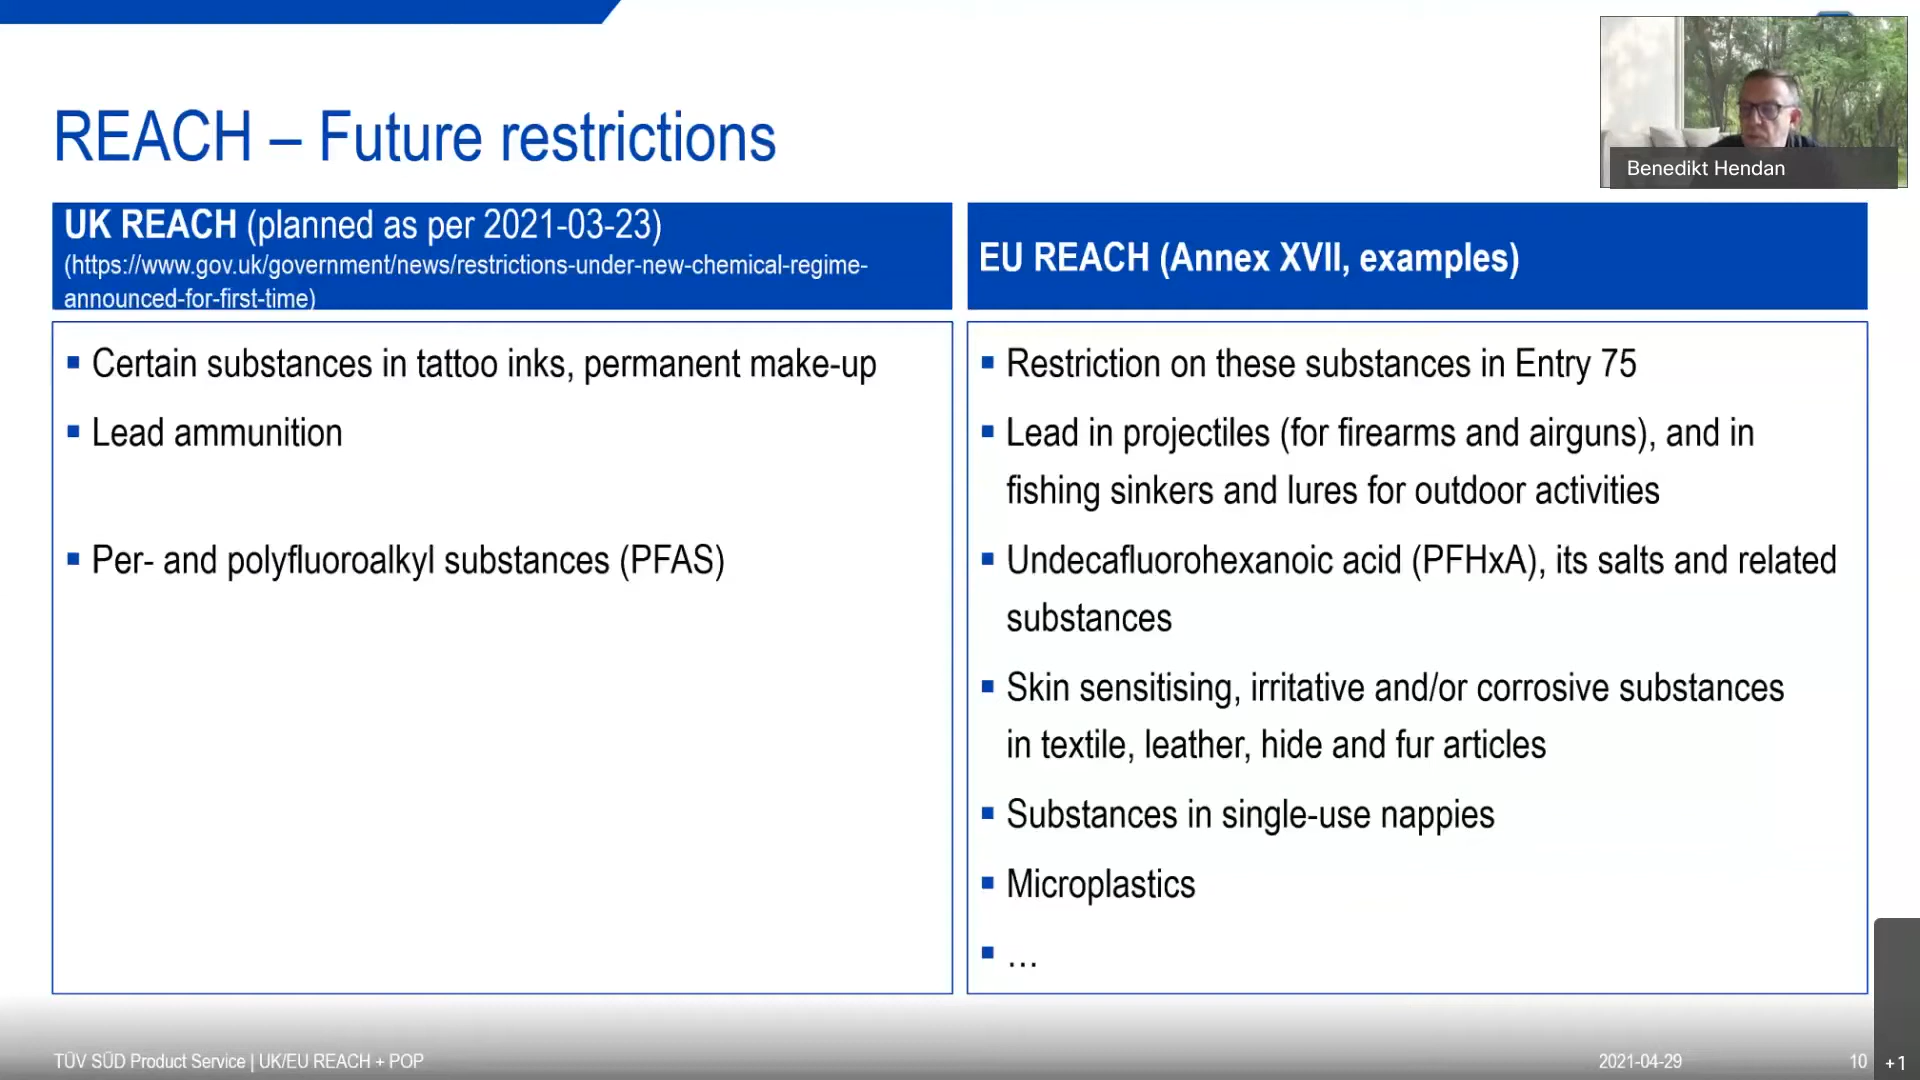 REACH – Future restrictions
Benedikt Hendan
UK REACH (planned as per 2021-03-23)
(https://www.gov.uk/government/news/restrictions-under-new-chemical-regime-
announced-for-first-time)
▪ Certain substances in tattoo inks, permanent make-up
▪ Lead ammunition
▪ Per- and polyfluoroalkyl substances (PFAS)
EU REACH (Annex XVII, examples)
▪ Restriction on these substances in Entry 75
▪ Lead in projectiles (for firearms and airguns), and in
fishing sinkers and lures for outdoor activities
▪ Undecafluorohexanoic acid (PFHxA), its salts and related
substances
▪ Skin sensitising, irritative and/or corrosive substances
in textile, leather, hide and fur articles
▪ Substances in single-use nappies
▪ Microplastics
▪ …
TÜV SÜD Product Service | UK/EU REACH + POP
2021-04-29
10
+1